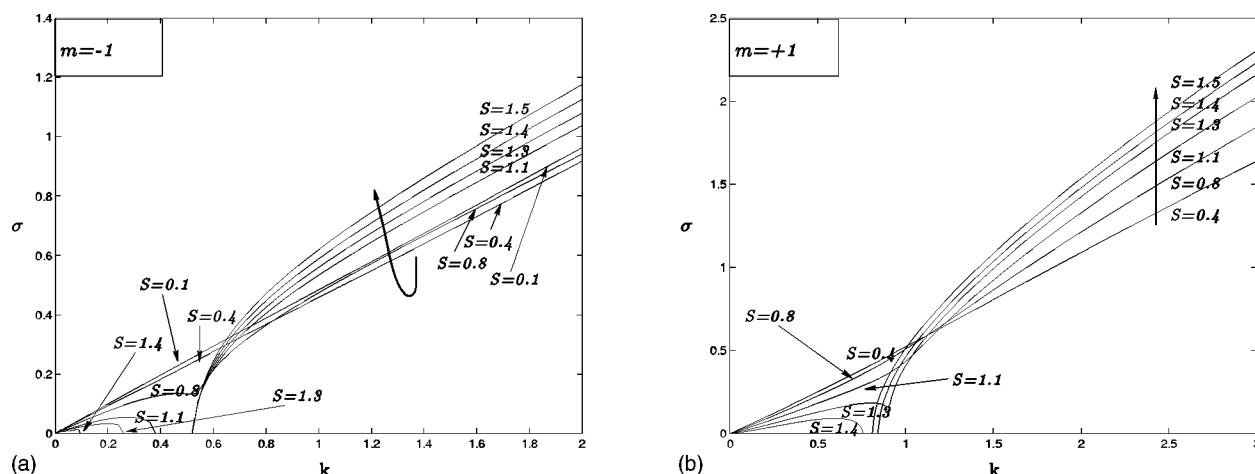 m=-1
1.4
1.2
1
0.8
0.6
0.4
0.2
0
σ
S=1.5
S=1.4
S=1.3
S=1.1
S=0.4
S=0.8
S=0.1
S=0.1
S=0.4
S=1.4
S=0.8
S=1.3
S=1.1
0 0.2 0.4 0.6 0.8 1 1.2 1.4 1.6 1.8 2
k
(a)
m=+1
2.5
2
1.5
1
0.5
0
σ
S=1.5
S=1.4
S=1.3
S=1.1
S=0.8
S=0.4
S=0.8
S=0.4
S=1.1
S=1.3
S=1.4
0 0.5 1 1.5 2 2.5 3
k
(b)